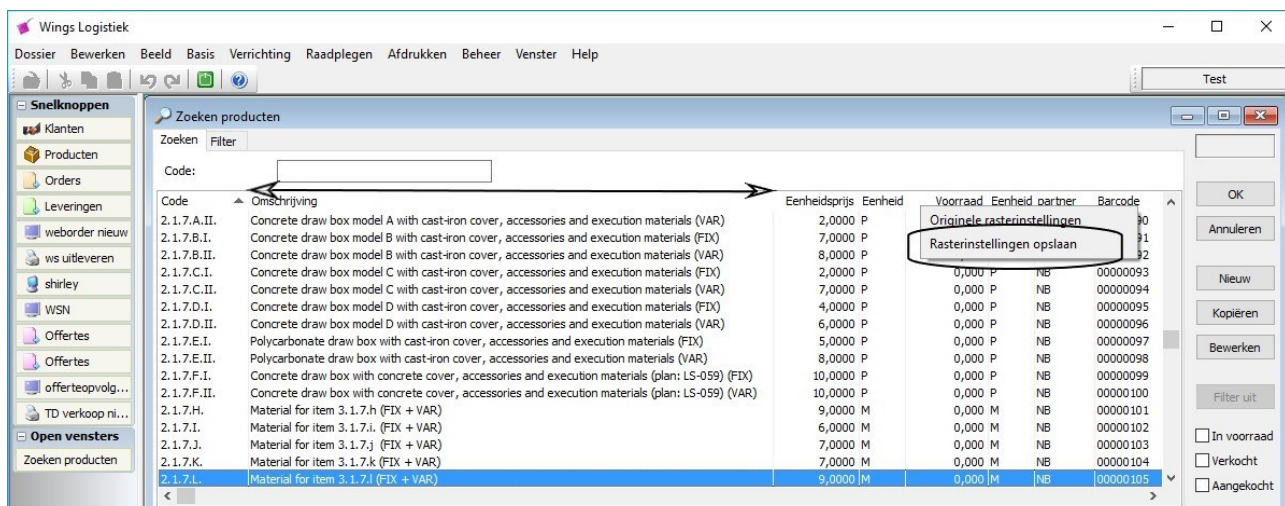 Wings Logistiek
Dossier Bewerken Beeld Basis Verrichting Raadplegen Afdrukken Beheer Venster Help
Test
Snelknoppen
Klanten
Producten
Orders
Leveringen
weborder nieuw
ws uitleveren
shirley
WSN
Offertes
Offertes
offerteopvolg...
TD verkoop ni...
Open vensters
Zoeken producten
Zoeken producten
Zoeken Filter
Code:
Code Omschrijving Eenheidsprijs Eenheid Voorraad Eenheid partner Barcode
2.1.7.A.II. Concrete draw box model A with cast-iron cover, accessories and execution materials (VAR) 2,0000 P 90
2.1.7.B.I. Concrete draw box model B with cast-iron cover, accessories and execution materials (FIX) 7,0000 P 91
2.1.7.B.II. Concrete draw box model B with cast-iron cover, accessories and execution materials (VAR) 8,0000 P 92
2.1.7.C.I. Concrete draw box model C with cast-iron cover, accessories and execution materials (FIX) 2,0000 P 0,000 P NB 00000093
2.1.7.C.II. Concrete draw box model C with cast-iron cover, accessories and execution materials (VAR) 7,0000 P 0,000 P NB 00000094
2.1.7.D.I. Concrete draw box model D with cast-iron cover, accessories and execution materials (FIX) 4,0000 P 0,000 P NB 00000095
2.1.7.D.II. Concrete draw box model D with cast-iron cover, accessories and execution materials (VAR) 6,0000 P 0,000 P NB 00000096
2.1.7.E.I. Polycarbonate draw box with cast-iron cover, accessories and execution materials (FIX) 5,0000 P 0,000 P NB 00000097
2.1.7.E.II. Polycarbonate draw box with cast-iron cover, accessories and execution materials (VAR) 8,0000 P 0,000 P NB 00000098
2.1.7.F.I. Concrete draw box with concrete cover, accessories and execution materials (plan: LS-059) (FIX) 10,0000 P 0,000 P NB 00000099
2.1.7.F.II. Concrete draw box with concrete cover, accessories and execution materials (plan: LS-059) (VAR) 10,0000 P 0,000 P NB 00000100
2.1.7.H. Material for item 3.1.7.h (FIX + VAR) 9,0000 M 0,000 M NB 00000101
2.1.7.I. Material for item 3.1.7.i. (FIX + VAR) 6,0000 M 0,000 M NB 00000102
2.1.7.J. Material for item 3.1.7.j (FIX + VAR) 7,0000 M 0,000 M NB 00000103
2.1.7.K. Material for item 3.1.7.k (FIX + VAR) 7,0000 M 0,000 M NB 00000104
2.1.7.L. Material for item 3.1.7.l (FIX + VAR) 9,0000 M 0,000 M NB 00000105
Originele rasterinstellingen
Rasterinstellingen opslaan
OK
Annuleren
Nieuw
Kopiëren
Bewerken
Filter uit
In voorraad
Verkocht
Aangekocht